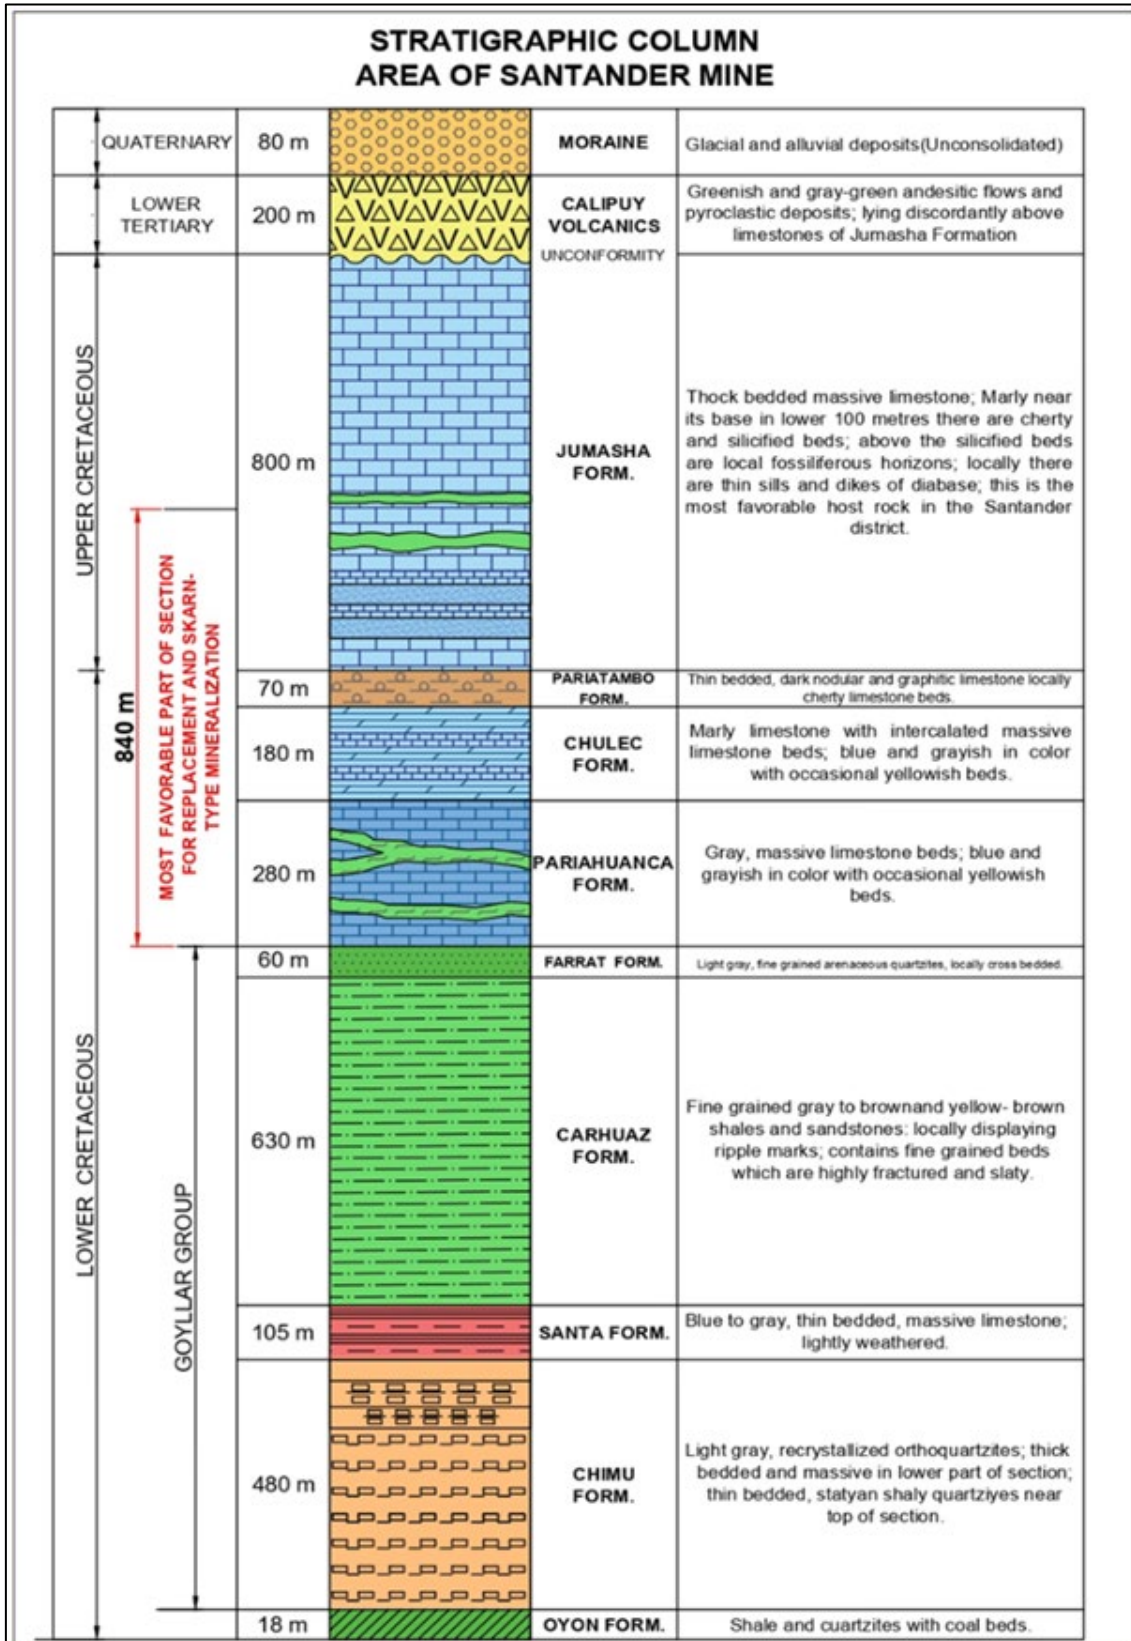 STRATIGRAPHIC COLUMN
AREA OF SANTANDER MINE
QUATERNARY
80 m
MORAINE
Glacial and alluvial deposits(Unconsolidated)
LOWER
TERTIARY
200 m
CALIPUY
VOLCANICS
UNCONFORMITY
Greenish and gray-green andesitic flows and
pyroclastic deposits; lying discordantly above
limestones of Jumasha Formation
UPPER CRETACEOUS
800 m
JUMASHA
FORM.
Thock bedded massive limestone; Marly near
its base in lower 100 metres there are cherty
and silicified beds; above the silicified beds
are local fossiliferous horizons; locally there
are thin sills and dikes of diabase; this is the
most favorable host rock in the Santander
district.
840 m
MOST FAVORABLE PART OF SECTION
FOR REPLACEMENT AND SKARN-
TYPE MINERALIZATION
LOWER CRETACEOUS
70 m
PARIATAMBO
FORM.
Thin bedded, dark nodular and graphitic limestone locally
cherty limestone beds.
180 m
CHULEC
FORM.
Marly limestone with intercalated massive
limestone beds; blue and grayish in color
with occasional yellowish beds.
280 m
PARIAHUANCA
FORM.
Gray, massive limestone beds; blue and
grayish in color with occasional yellowish
beds.
GOYLLAR GROUP
60 m
FARRAT FORM.
Light gray, fine grained arenaceous quartzites, locally cross bedded.
630 m
CARHUAZ
FORM.
Fine grained gray to brownand yellow- brown
shales and sandstones: locally displaying
ripple marks; contains fine grained beds
which are highly fractured and slaty.
105 m
SANTA FORM.
Blue to gray, thin bedded, massive limestone;
lightly weathered.
480 m
CHIMU
FORM.
Light gray, recrystallized orthoquartzites; thick
bedded and massive in lower part of section;
thin bedded, statyan shaly quartziyes near
top of section.
18 m
OYON FORM.
Shale and cuartzites with coal beds.